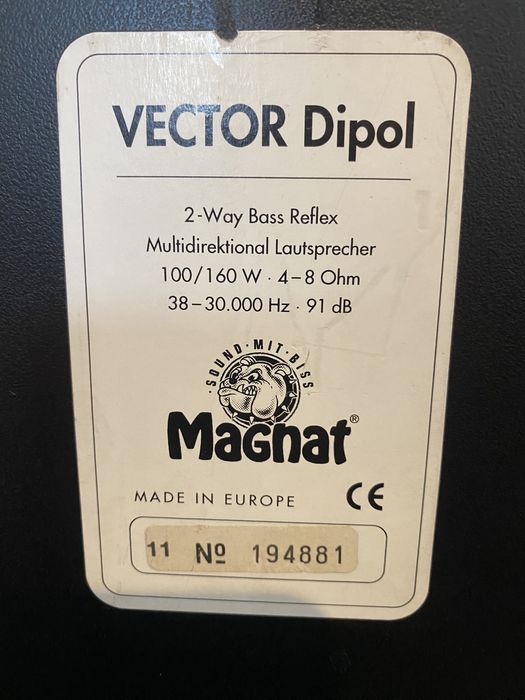 VECTOR Dipol
2-Way Bass Reflex
Multidirektional Lautsprecher
100/160 W · 4–8 Ohm
38–30.000 Hz · 91 dB
· SOUND · MIT · BISS
Magnat®
MADE IN EUROPE CE
11 Nº 194881